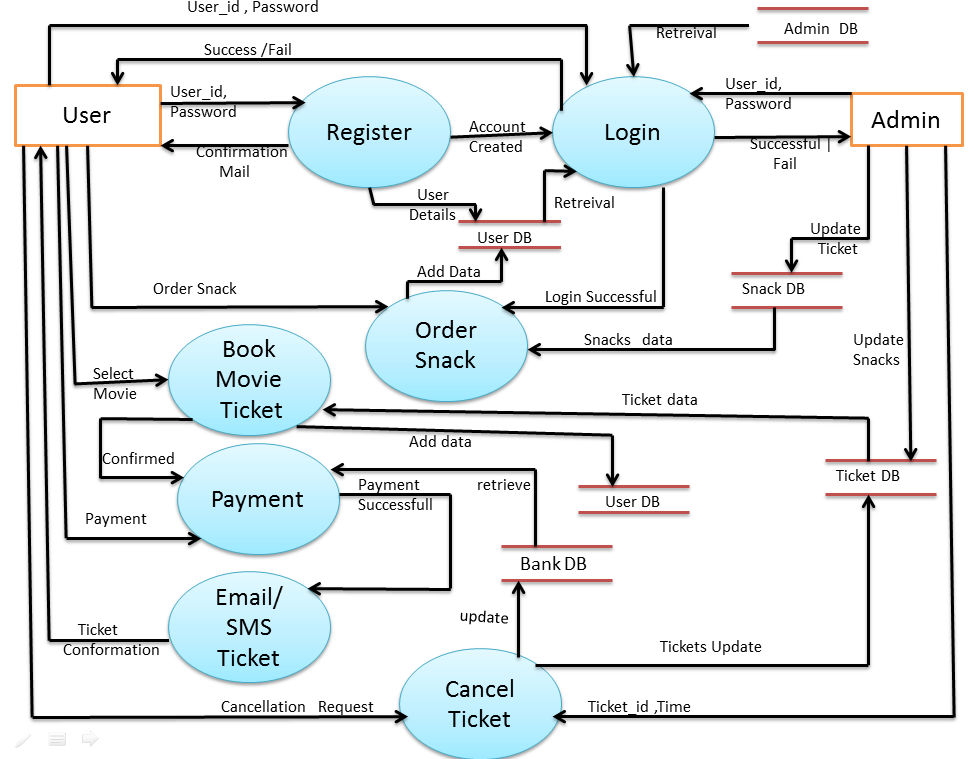 User_id , Password
Retreival
Admin  DB
Success /Fail
User
User_id,
Password
Register
Account
Created
Login
User_id,
Password
Admin
Confirmation
Mail
Successful |
Fail
User
Details
Retreival
User DB
Update
Ticket
Add Data
Order Snack
Login Successful
Snack DB
Order
Snack
Snacks  data
Update
Snacks
Book
Movie
Ticket
Select
Movie
Ticket data
Add data
Confirmed
Payment
Payment
Successfull
retrieve
User DB
Ticket DB
Payment
Bank DB
Email/
SMS
Ticket
update
Ticket
Conformation
Tickets Update
Cancel
Ticket
Cancellation  Request
Ticket_id ,Time